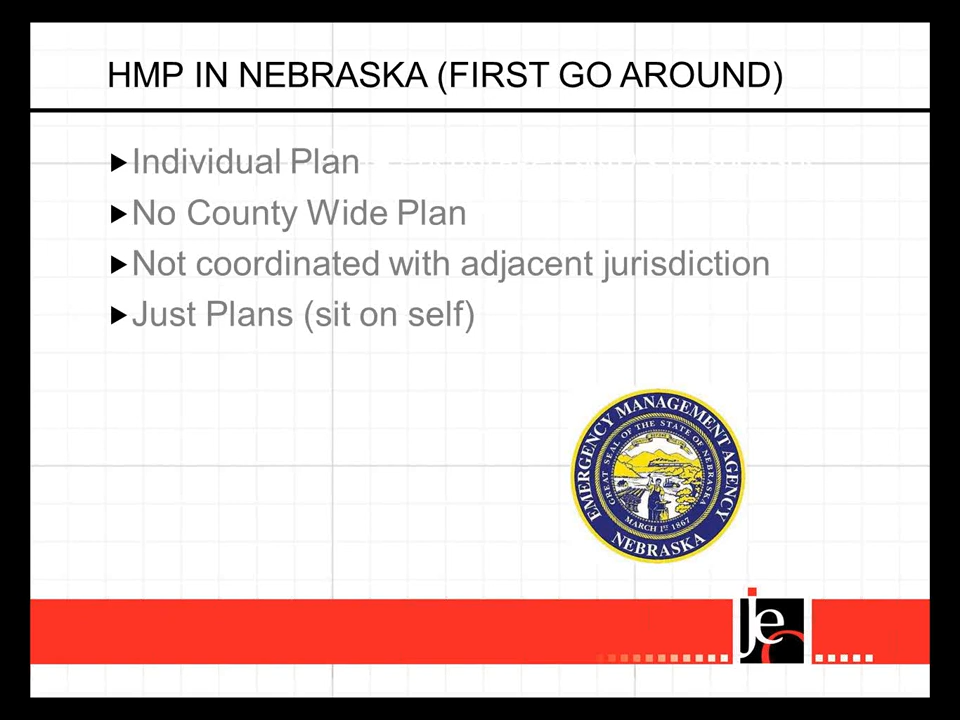 HMP IN NEBRASKA (FIRST GO AROUND)
Individual Plan
No County Wide Plan
Not coordinated with adjacent jurisdiction
Just Plans (sit on self)
EMERGENCY MANAGEMENT AGENCY
GREAT SEAL OF THE STATE OF NEBRASKA
MARCH 1ST 1867
NEBRASKA
jeo